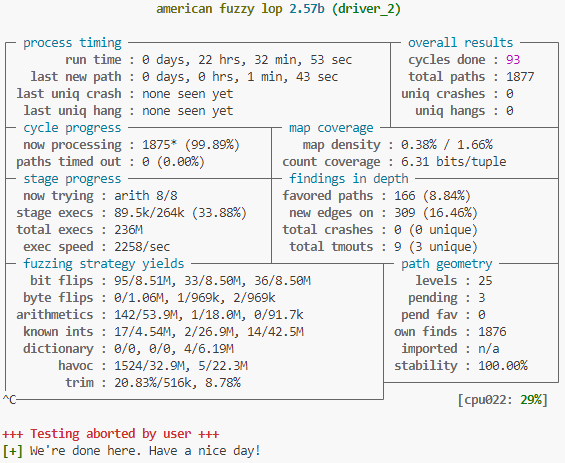 american fuzzy lop 2.57b (driver_2)
process timing overall results
run time : 0 days, 22 hrs, 32 min, 53 sec cycles done : 93
last new path : 0 days, 0 hrs, 1 min, 43 sec total paths : 1877
last uniq crash : none seen yet uniq crashes : 0
last uniq hang : none seen yet uniq hangs : 0
cycle progress map coverage
now processing : 1875* (99.89%) map density : 0.38% / 1.66%
paths timed out : 0 (0.00%) count coverage : 6.31 bits/tuple
stage progress findings in depth
now trying : arith 8/8 favored paths : 166 (8.84%)
stage execs : 89.5k/264k (33.88%) new edges on : 309 (16.46%)
total execs : 236M total crashes : 0 (0 unique)
exec speed : 2258/sec total tmouts : 9 (3 unique)
fuzzing strategy yields path geometry
bit flips : 95/8.51M, 33/8.50M, 36/8.50M levels : 25
byte flips : 0/1.06M, 1/969k, 2/969k pending : 3
arithmetics : 142/53.9M, 1/18.0M, 0/91.7k pend fav : 0
known ints : 17/4.54M, 2/26.9M, 14/42.5M own finds : 1876
dictionary : 0/0, 0/0, 4/6.19M imported : n/a
havoc : 1524/32.9M, 5/22.3M stability : 100.00%
trim : 20.83%/516k, 8.78%
^C [cpu022: 29%]
+++ Testing aborted by user +++
[+] We're done here. Have a nice day!